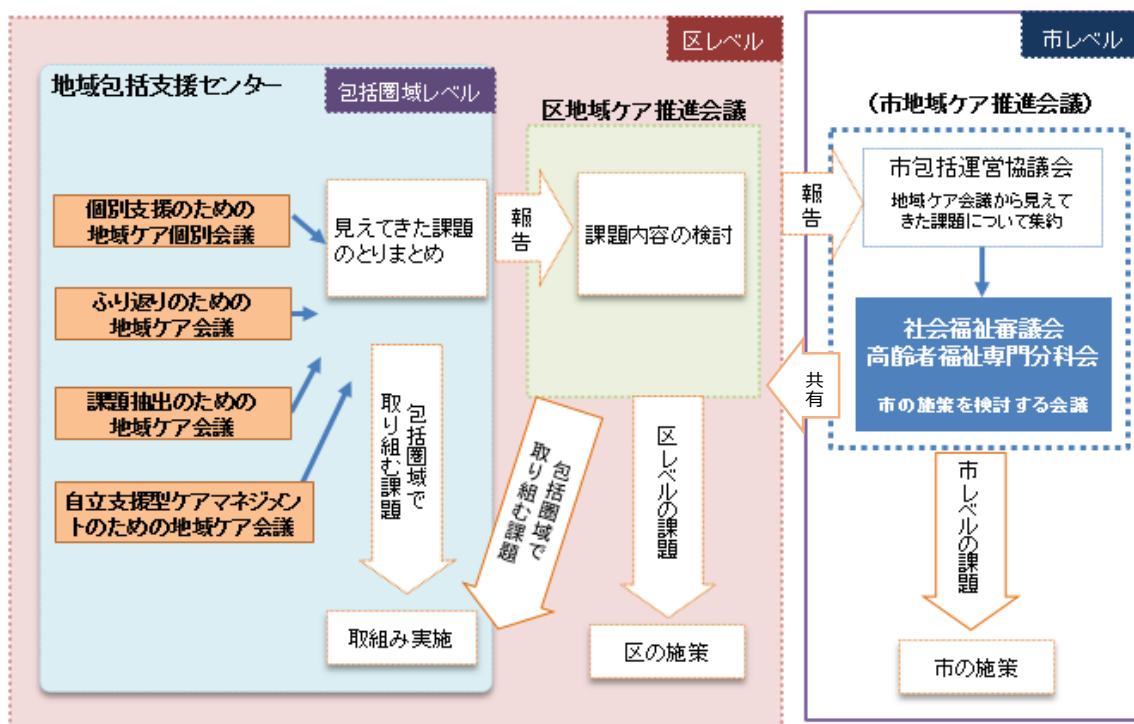 区レベル
市レベル
地域包括支援センター
包括圏域レベル
個別支援のための
地域ケア個別会議
ふり返りのための
地域ケア会議
課題抽出のための
地域ケア会議
自立支援型ケアマネジメン
トのための地域ケア会議
見えてきた課題
のとりまとめ
包括圏域で
取り組む課題
取組み実施
報告
区地域ケア推進会議
課題内容の検討
包括圏域で
取り組む課題
区レベルの課題
区の施策
報告
共有
（市地域ケア推進会議）
市包括運営協議会
地域ケア会議から見えて
きた課題について集約
社会福祉審議会
高齢者福祉専門分科会
市の施策を検討する会議
市レベルの課題
市の施策